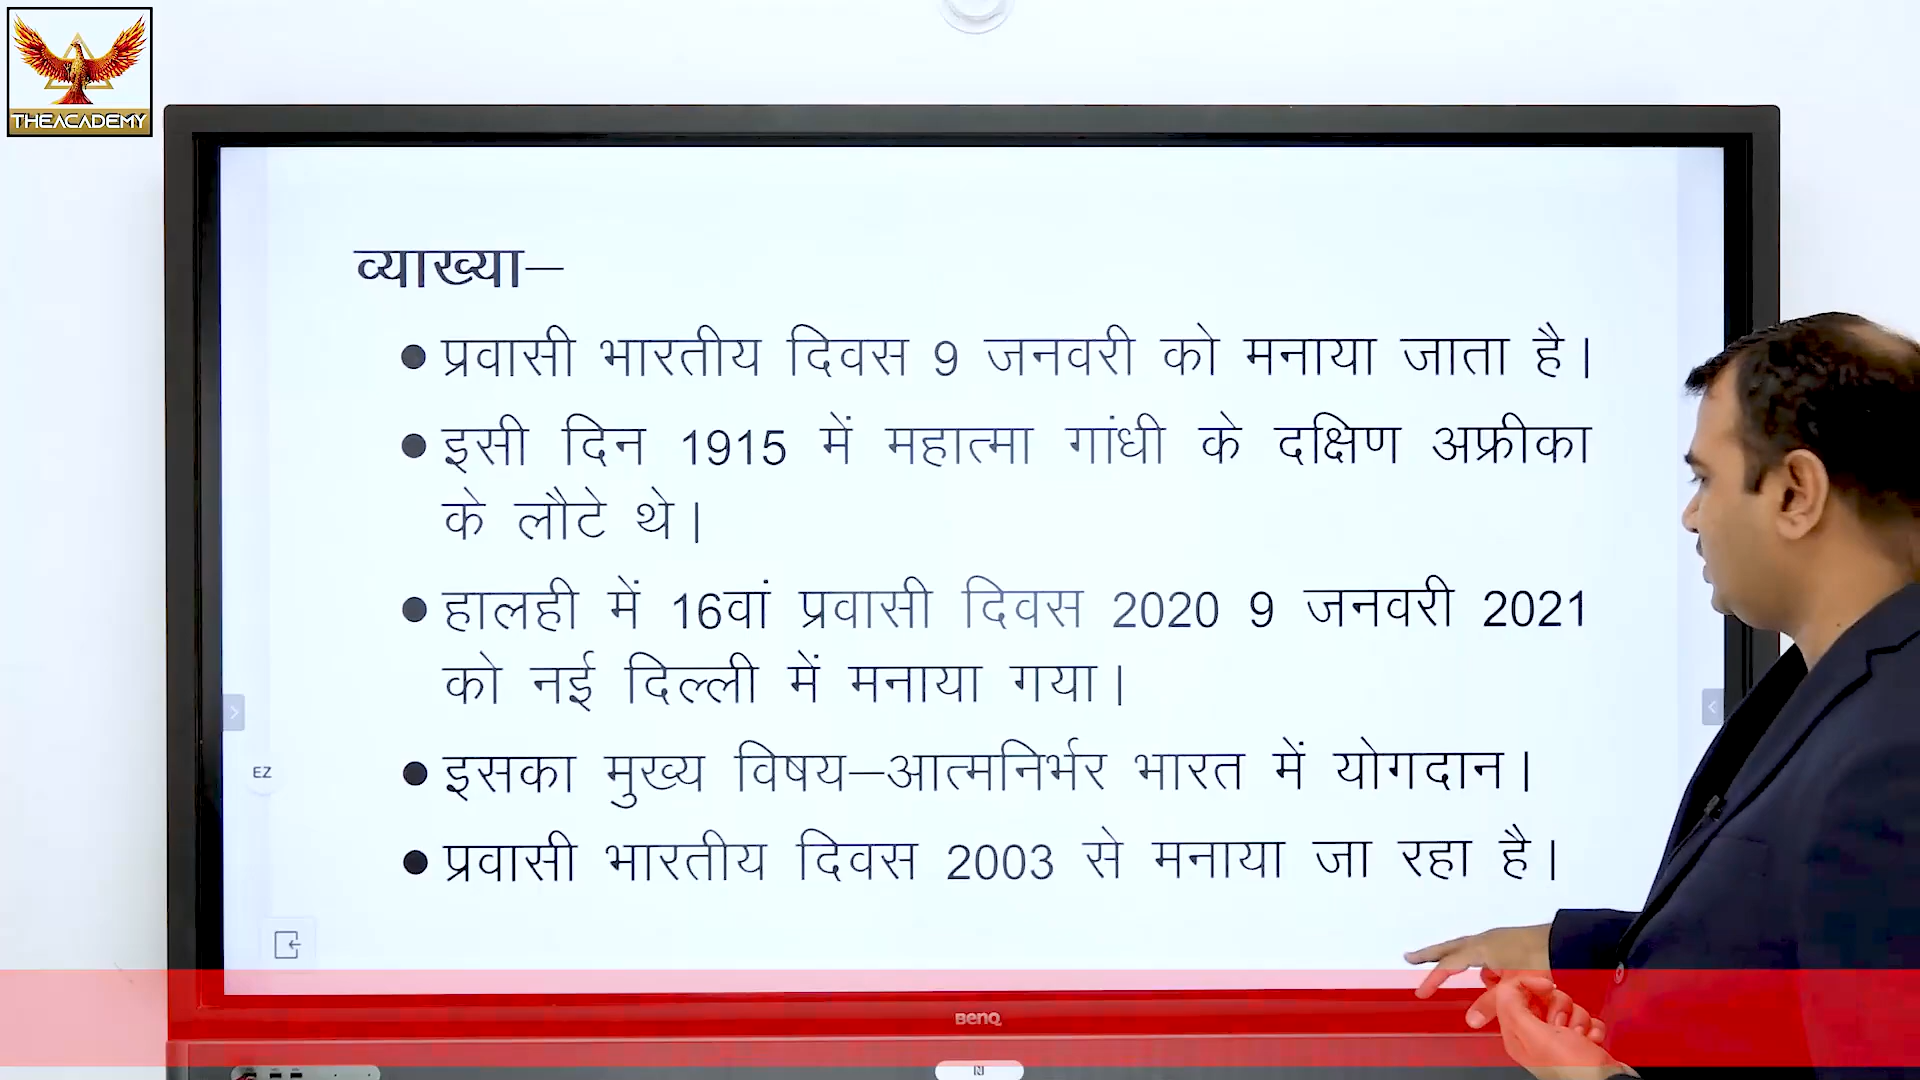 THEACADEMY
व्याख्या–
●प्रवासी भारतीय दिवस 9 जनवरी को मनाया जाता है।
●इसी दिन 1915 में महात्मा गांधी के दक्षिण अफ्रीका
के लौटे थे।
●हालही में 16वां प्रवासी दिवस 2020 9 जनवरी 2021
को नई दिल्ली में मनाया गया।
●इसका मुख्य विषय–आत्मनिर्भर भारत में योगदान।
●प्रवासी भारतीय दिवस 2003 से मनाया जा रहा है।
EZ
BenQ
N